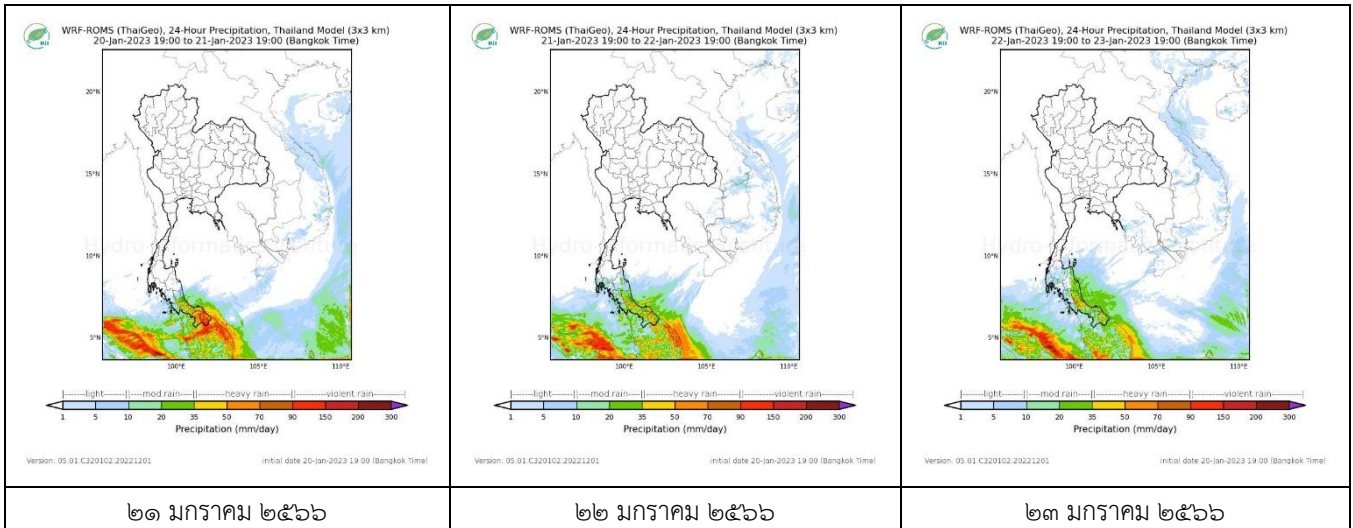 WRF-ROMS (ThaiGeo), 24-Hour Precipitation, Thailand Model (3x3 km)
20-Jan-2023 19:00 to 21-Jan-2023 19:00 (Bangkok Time)
20°N
15°N
10°N
5°N
100°E
105°E
110°E
|------light------||---mod rain---||------heavy rain------||------violent rain------|
1 5 10 20 35 50 70 90 150 200 300
Precipitation (mm/day)
Version: 05.01.C320102.20221201
initial date 20-Jan-2023 19:00 (Bangkok Time)
๒๑ มกราคม ๒๕๖๖
WRF-ROMS (ThaiGeo), 24-Hour Precipitation, Thailand Model (3x3 km)
21-Jan-2023 19:00 to 22-Jan-2023 19:00 (Bangkok Time)
20°N
15°N
10°N
5°N
100°E
105°E
110°E
|------light------||---mod rain---||------heavy rain------||------violent rain------|
1 5 10 20 35 50 70 90 150 200 300
Precipitation (mm/day)
Version: 05.01.C320102.20221201
initial date 20-Jan-2023 19:00 (Bangkok Time)
๒๒ มกราคม ๒๕๖๖
WRF-ROMS (ThaiGeo), 24-Hour Precipitation, Thailand Model (3x3 km)
22-Jan-2023 19:00 to 23-Jan-2023 19:00 (Bangkok Time)
20°N
15°N
10°N
5°N
100°E
105°E
110°E
|------light------||---mod rain---||------heavy rain------||------violent rain------|
1 5 10 20 35 50 70 90 150 200 300
Precipitation (mm/day)
Version: 05.01.C320102.20221201
initial date 20-Jan-2023 19:00 (Bangkok Time)
๒๓ มกราคม ๒๕๖๖